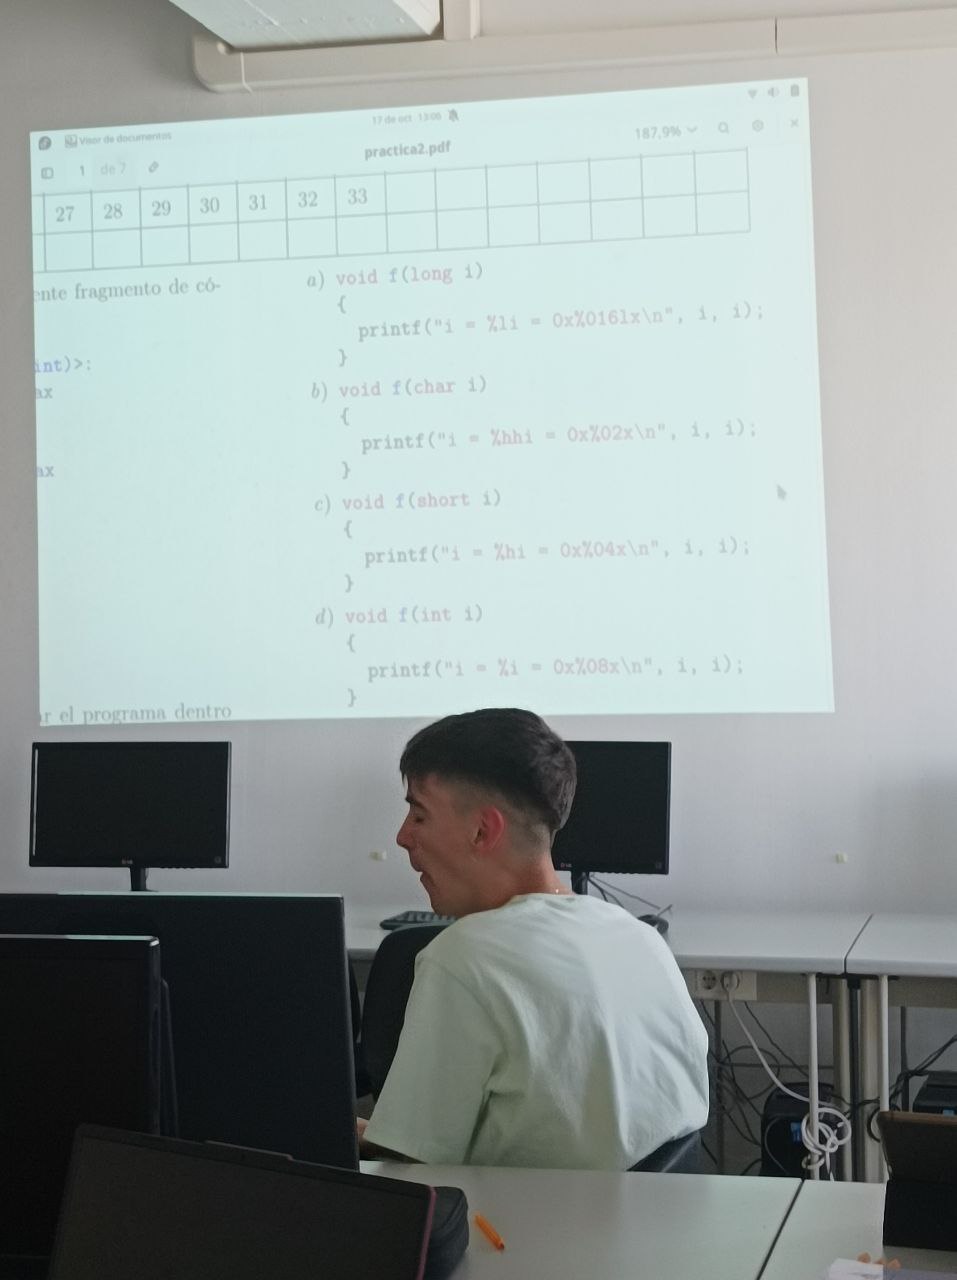 Visor de documentos
17 de oct 13:06
1 de 7
practica2.pdf
187,9%
27 28 29 30 31 32 33
ente fragmento de có-
int)>:
ax
ax
r el programa dentro
a) void f(long i)
{
printf("i = %li = 0x%016lx\n", i, i);
}
b) void f(char i)
{
printf("i = %hhi = 0x%02x\n", i, i);
}
c) void f(short i)
{
printf("i = %hi = 0x%04x\n", i, i);
}
d) void f(int i)
{
printf("i = %i = 0x%08x\n", i, i);
}
LG
LG